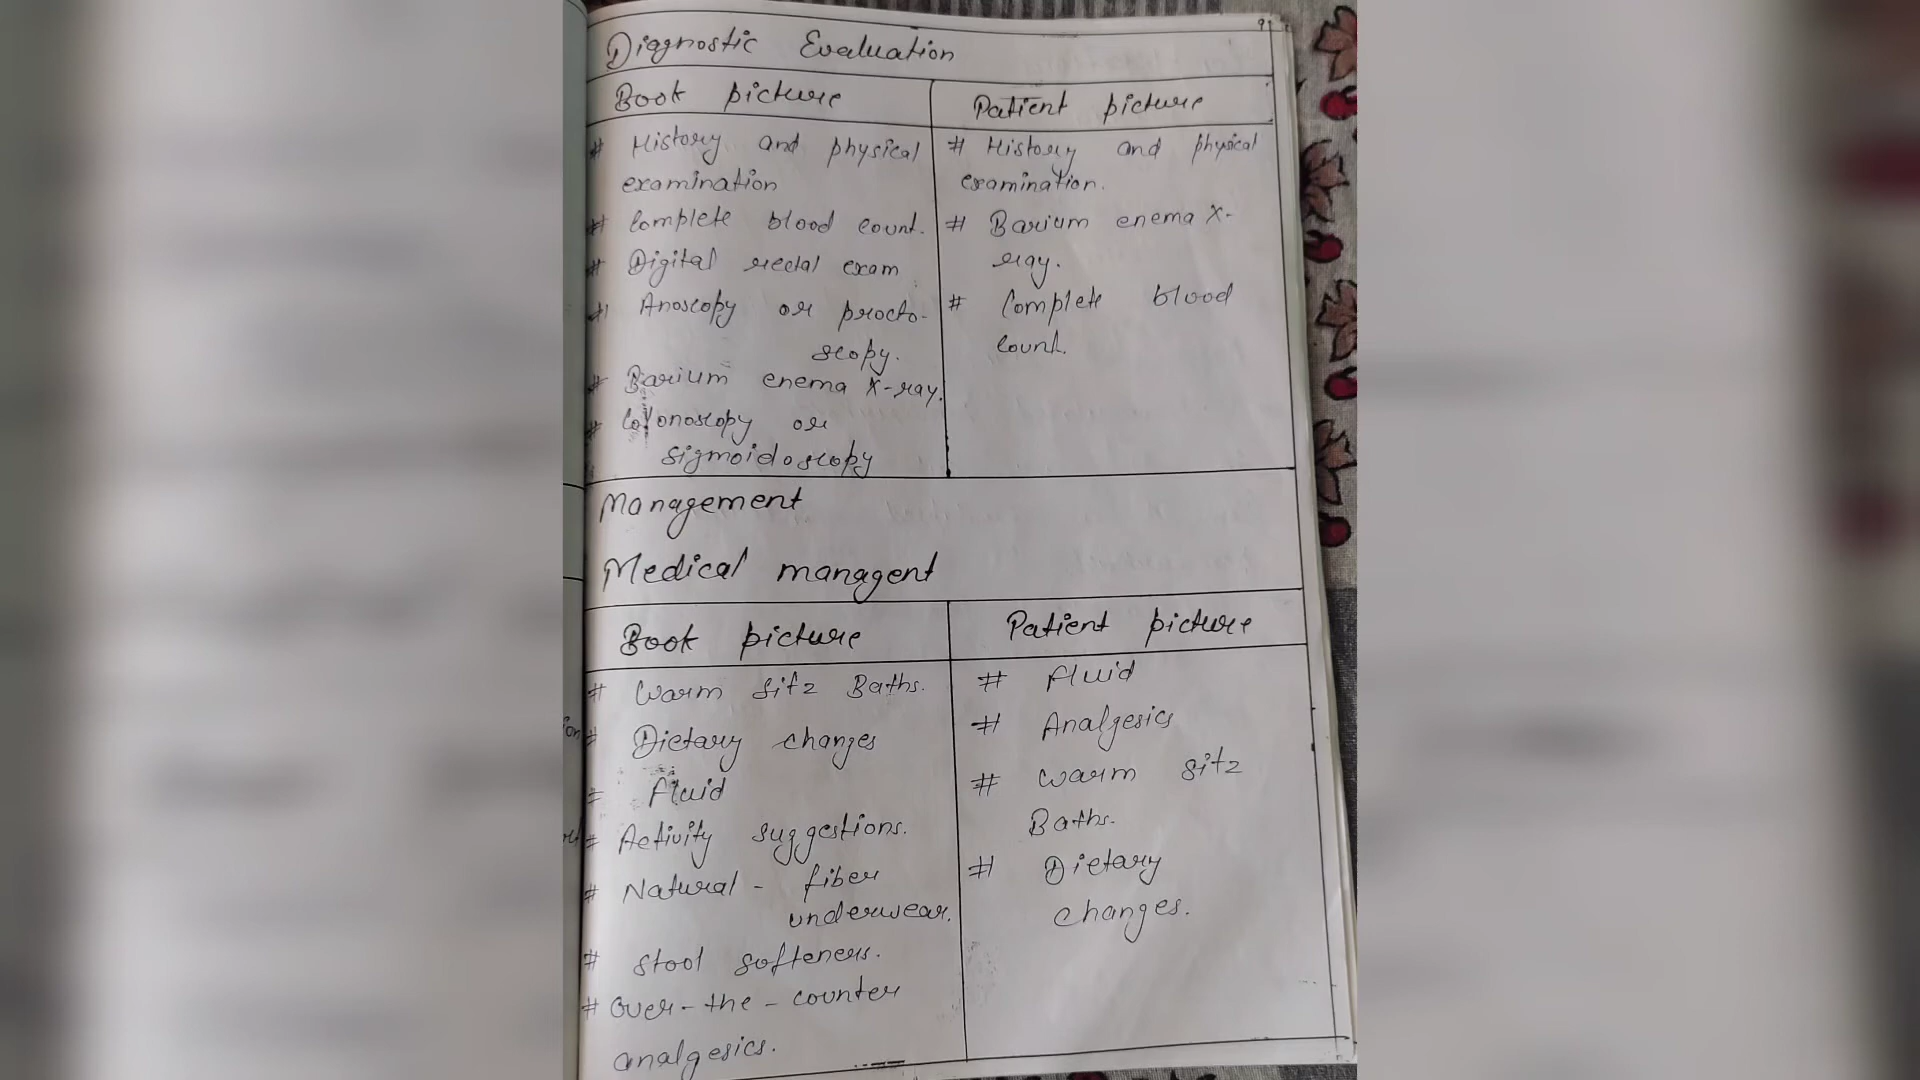 91
Diagnostic Evaluation
Book picture
# History and physical
examination
# Complete blood count.
# Digital rectal exam
# Anoscopy or procto-
scopy.
# Barium enema X-ray.
# Colonoscopy or
sigmoidoscopy
Patient picture
# History and physical
examination.
# Barium enema X-
ray.
# Complete blood
count.
Management
Medical managent
Book picture
# Warm sitz Baths.
# Dietary changes
= Fluid
# Activity suggestions.
# Natural - fiber
underwear.
# Stool softeners.
# Over-the-counter
analgesics.
Patient picture
# Fluid
# Analgesics
# Warm sitz
Baths.
# Dietary
changes.